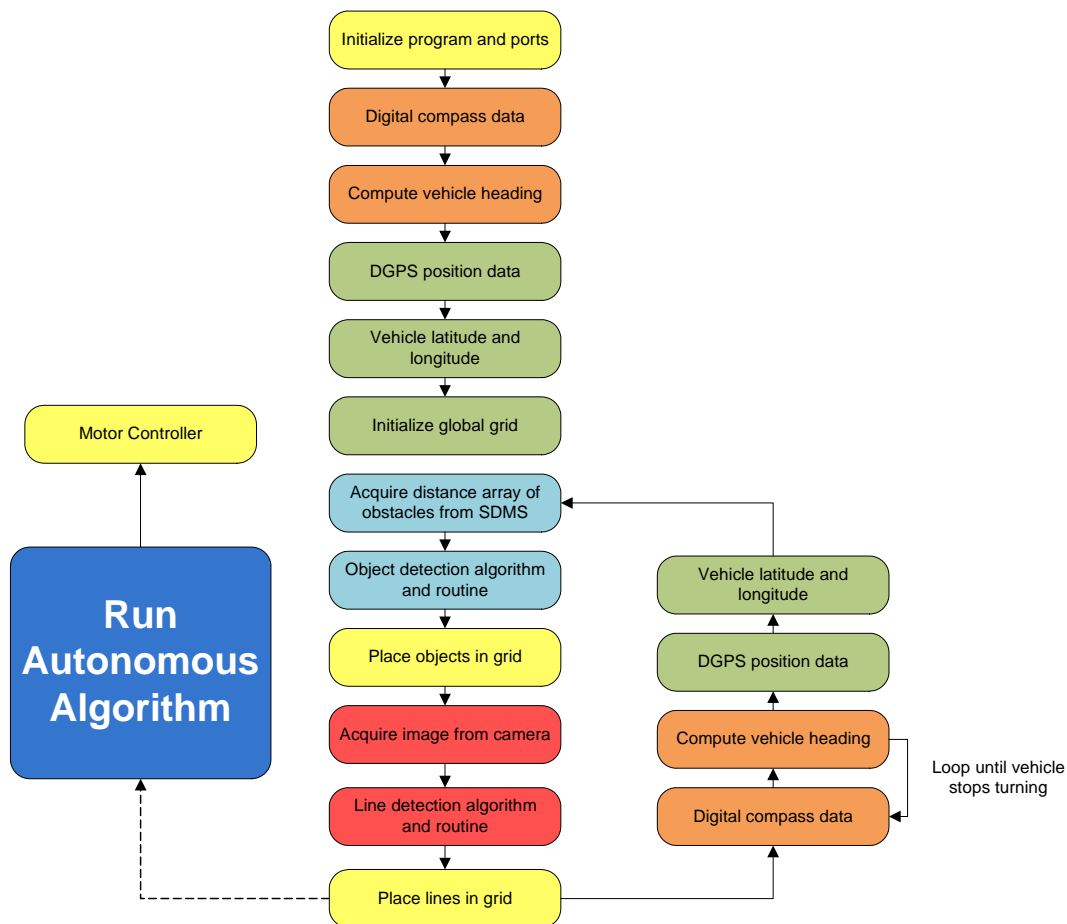 Initialize program and ports
Digital compass data
Compute vehicle heading
DGPS position data
Vehicle latitude and
longitude
Initialize global grid
Motor Controller
Run
Autonomous
Algorithm
Acquire distance array of
obstacles from SDMS
Object detection algorithm
and routine
Place objects in grid
Acquire image from camera
Line detection algorithm
and routine
Place lines in grid
Vehicle latitude and
longitude
DGPS position data
Compute vehicle heading
Digital compass data
Loop until vehicle
stops turning